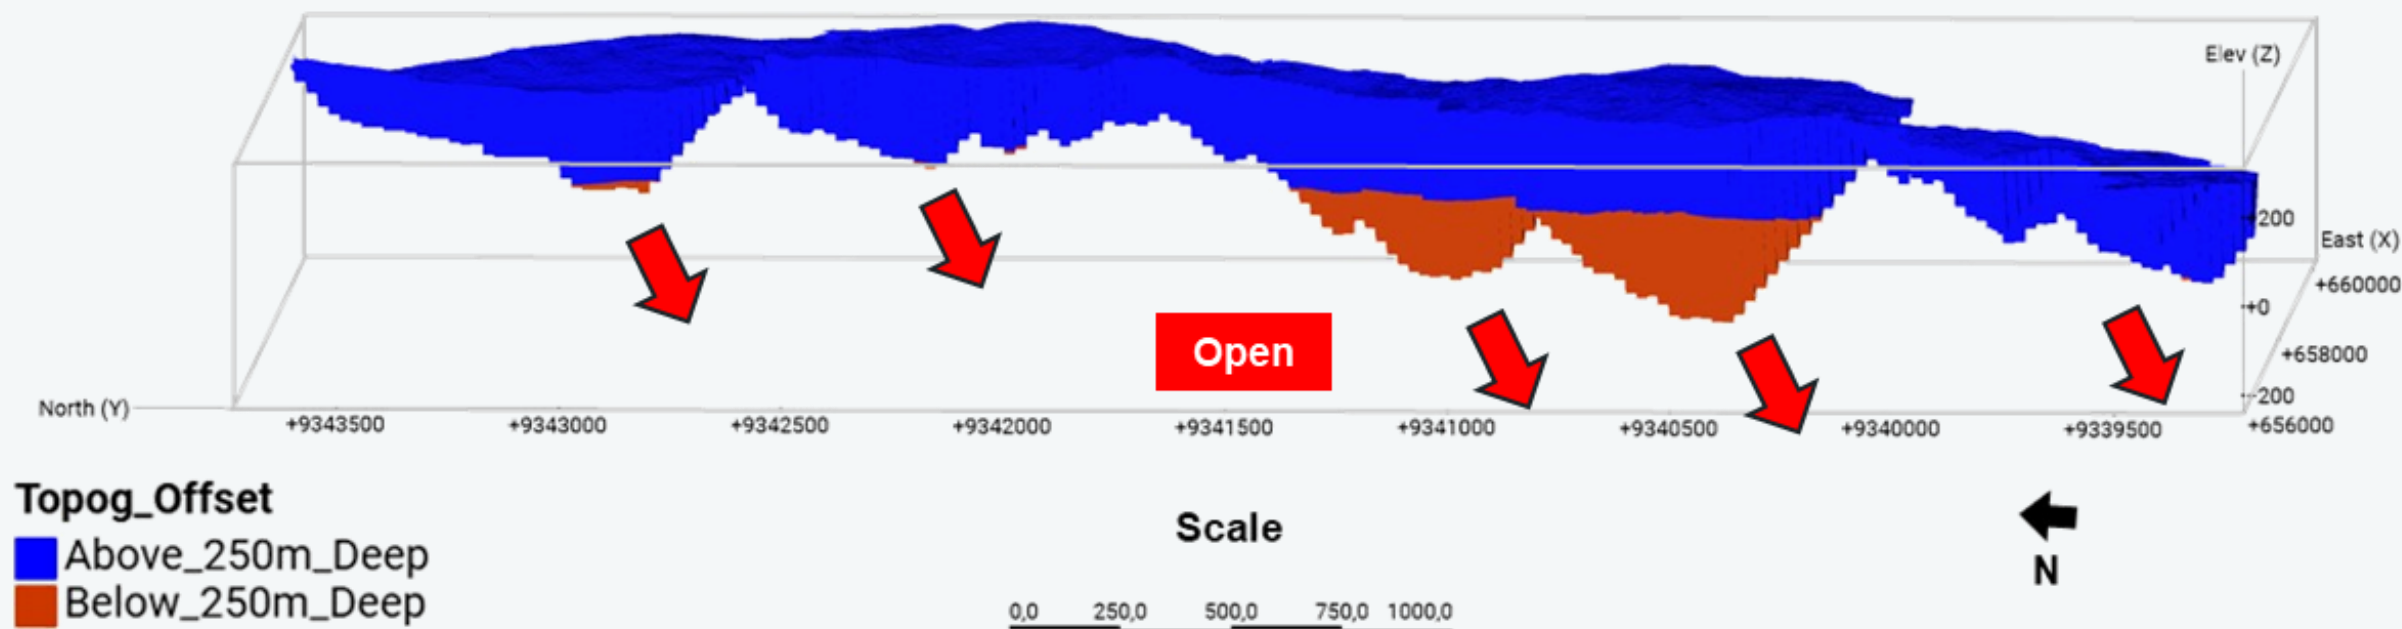 Elev (Z)
+200
East (X)
+660000
+0
Open
+658000
-200
North (Y)
+9343500 +9343000 +9342500 +9342000 +9341500 +9341000 +9340500 +9340000 +9339500 +656000
Topog_Offset
Above_250m_Deep
Below_250m_Deep
Scale
0,0 250,0 500,0 750,0 1000,0
N